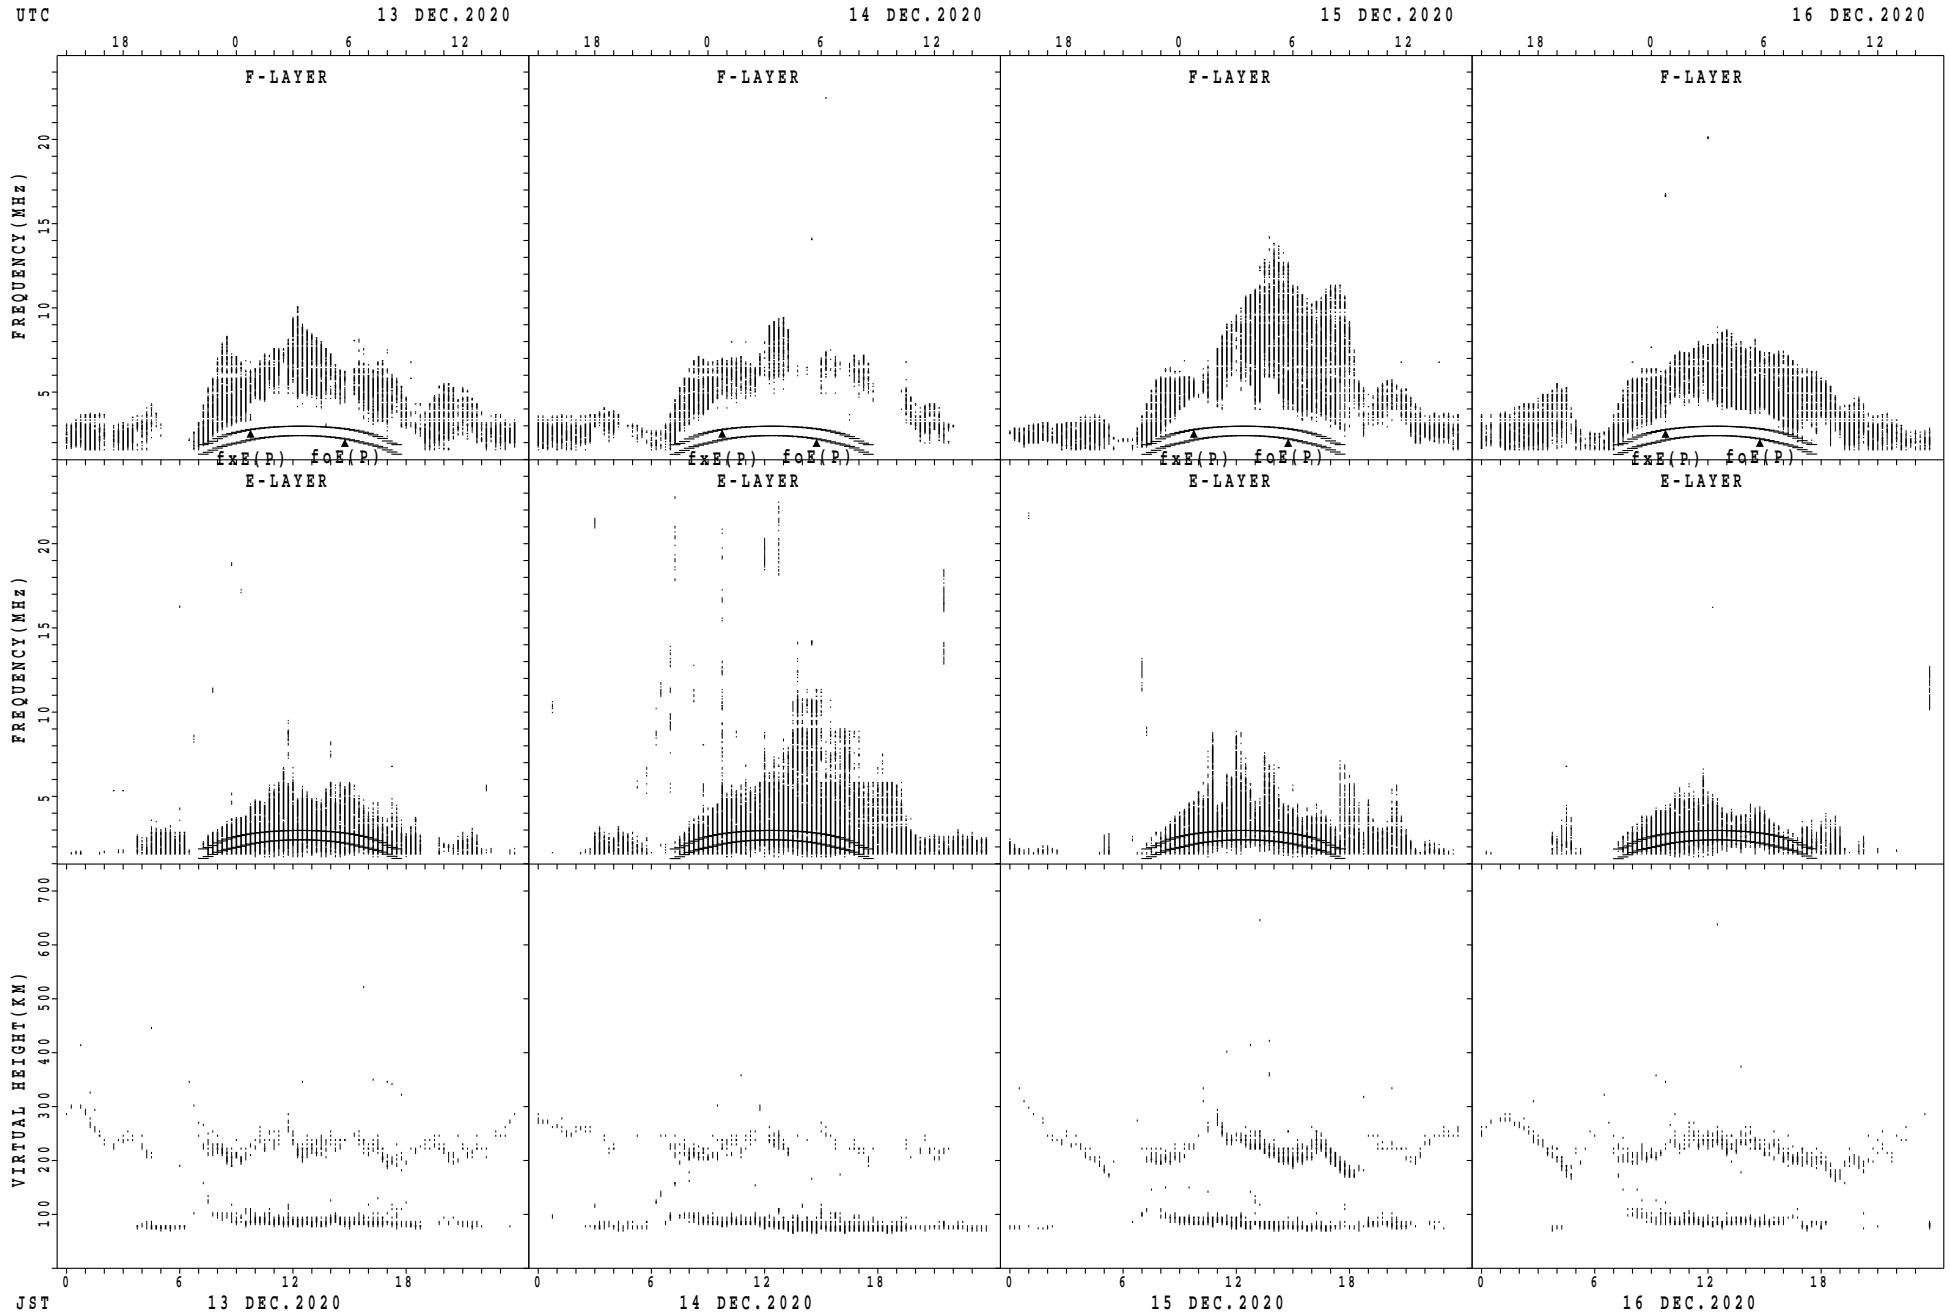 UTC 13 DEC.2020 14 DEC.2020 15 DEC.2020 16 DEC.2020
18 0 6 12 18 0 6 12 18 0 6 12 18 0 6 12
F-LAYER F-LAYER F-LAYER F-LAYER
FREQUENCY(MHz)
20
15
10
5
fxE(P) foE(P) fxE(P) foE(P) fxE(P) foE(P) fxE(P) foE(P)
E-LAYER E-LAYER E-LAYER E-LAYER
FREQUENCY(MHz)
20
15
10
5
VIRTUAL HEIGHT(KM)
700
600
500
400
300
200
100
0 6 12 18 0 6 12 18 0 6 12 18 0 6 12 18
JST 13 DEC.2020 14 DEC.2020 15 DEC.2020 16 DEC.2020